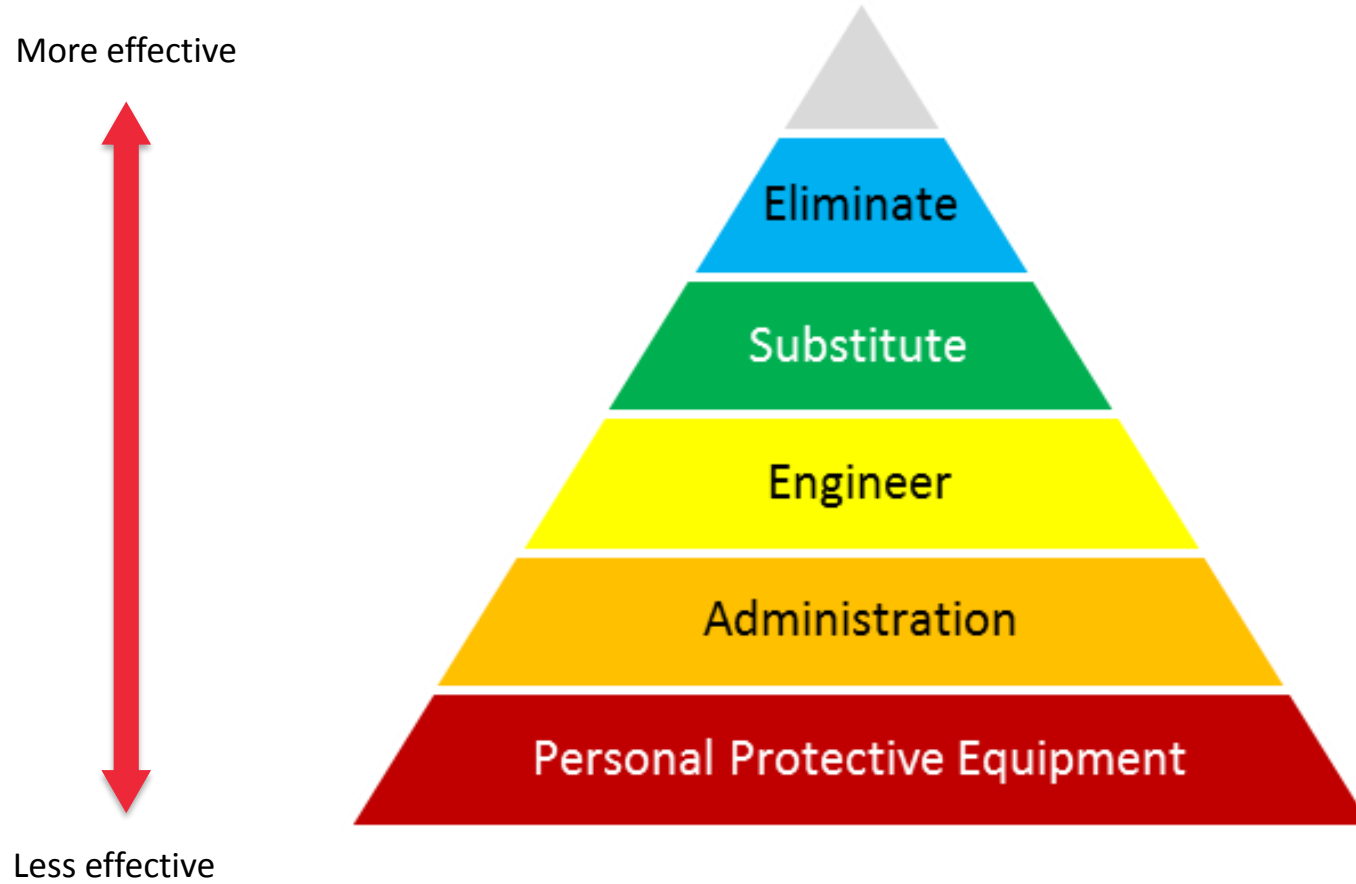 More effective
Eliminate
Substitute
Engineer
Administration
Personal Protective Equipment
Less effective